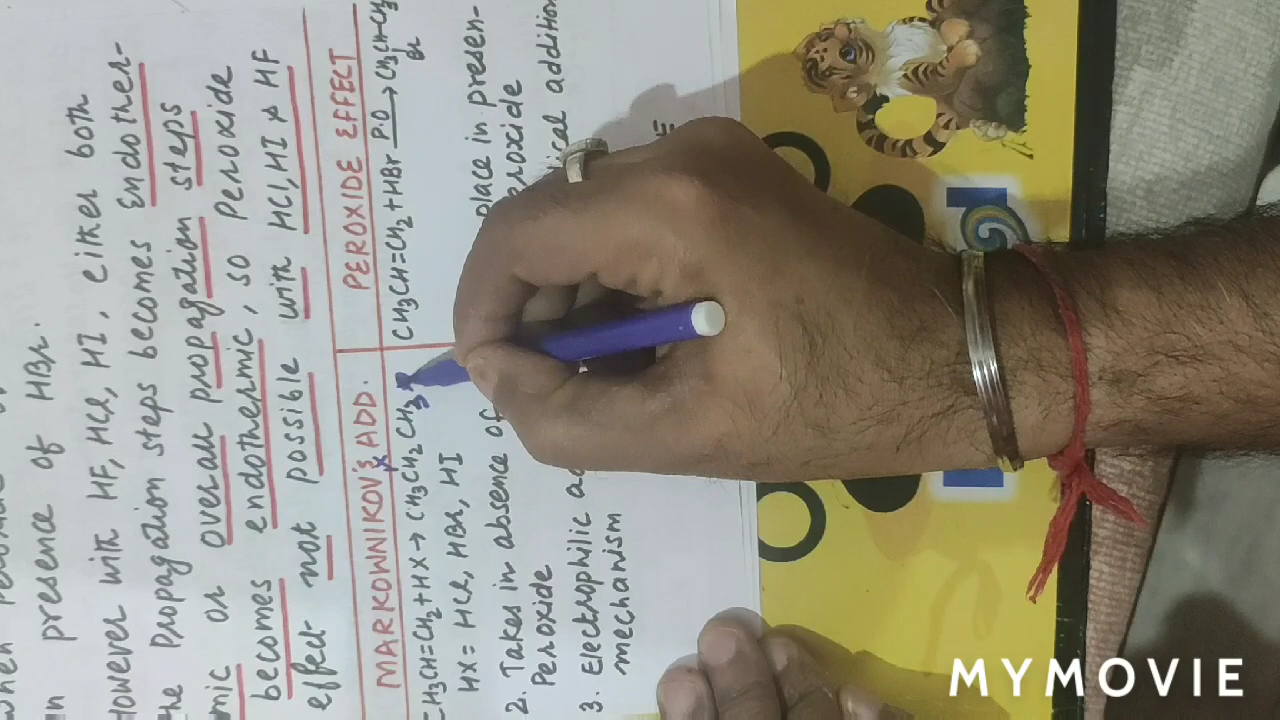 in presence of HBr.
However with HF, HCl, HI, either both
the Propagation steps becomes Endother-
mic or overall propagation steps
becomes endothermic, so Peroxide
effect not possible with HCl, HI & HF
MARKOWNIKOV'S ADD.
CH3CH=CH2+HX→CH3CH2CH2
HX = HCl, HBr, HI
2. Takes in absence of
Peroxide
3. Electrophilic
mechanism
PEROXIDE EFFECT
CH3CH=CH2+HBr P.O→CH3CH-CH3
Br
place in presen-
addition
MYMOVIE